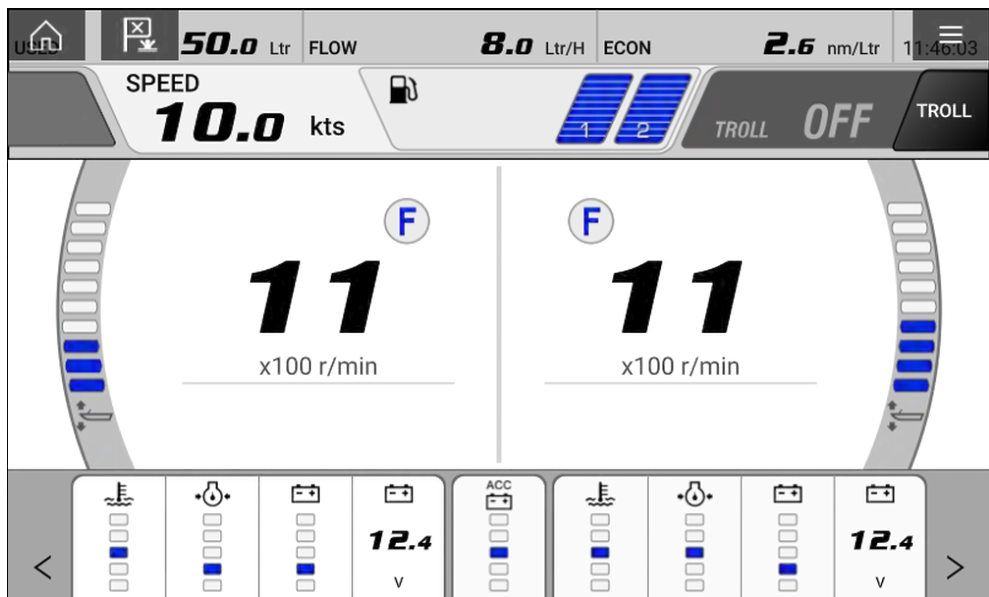 USED 50.0 Ltr FLOW 8.0 Ltr/H ECON 2.6 nm/Ltr 11:46:03
SPEED
10.0 kts
1 2
TROLL OFF
TROLL
F F
11 11
x100 r/min x100 r/min
ACC
12.4 12.4
V V
< >